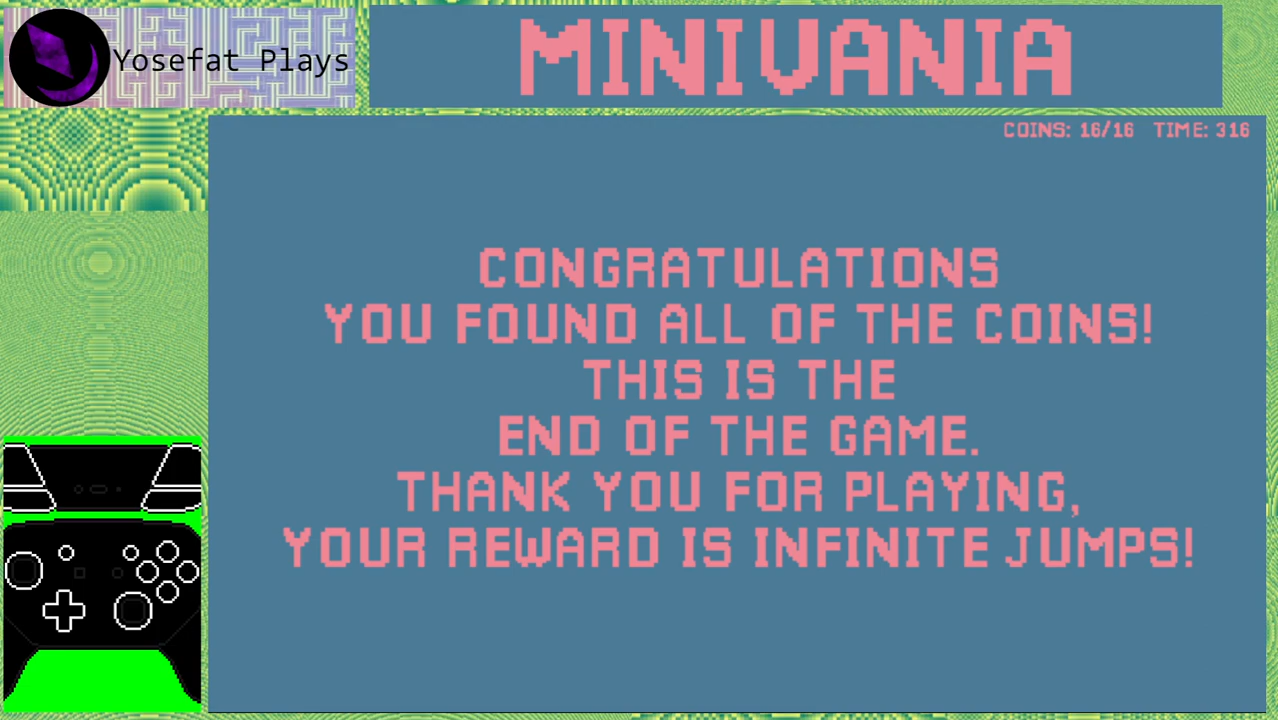 Yosefat Plays
MINIVANIA
COINS: 16/16 TIME: 316
CONGRATULATIONS
YOU FOUND ALL OF THE COINS!
THIS IS THE
END OF THE GAME.
THANK YOU FOR PLAYING,
YOUR REWARD IS INFINITE JUMPS!